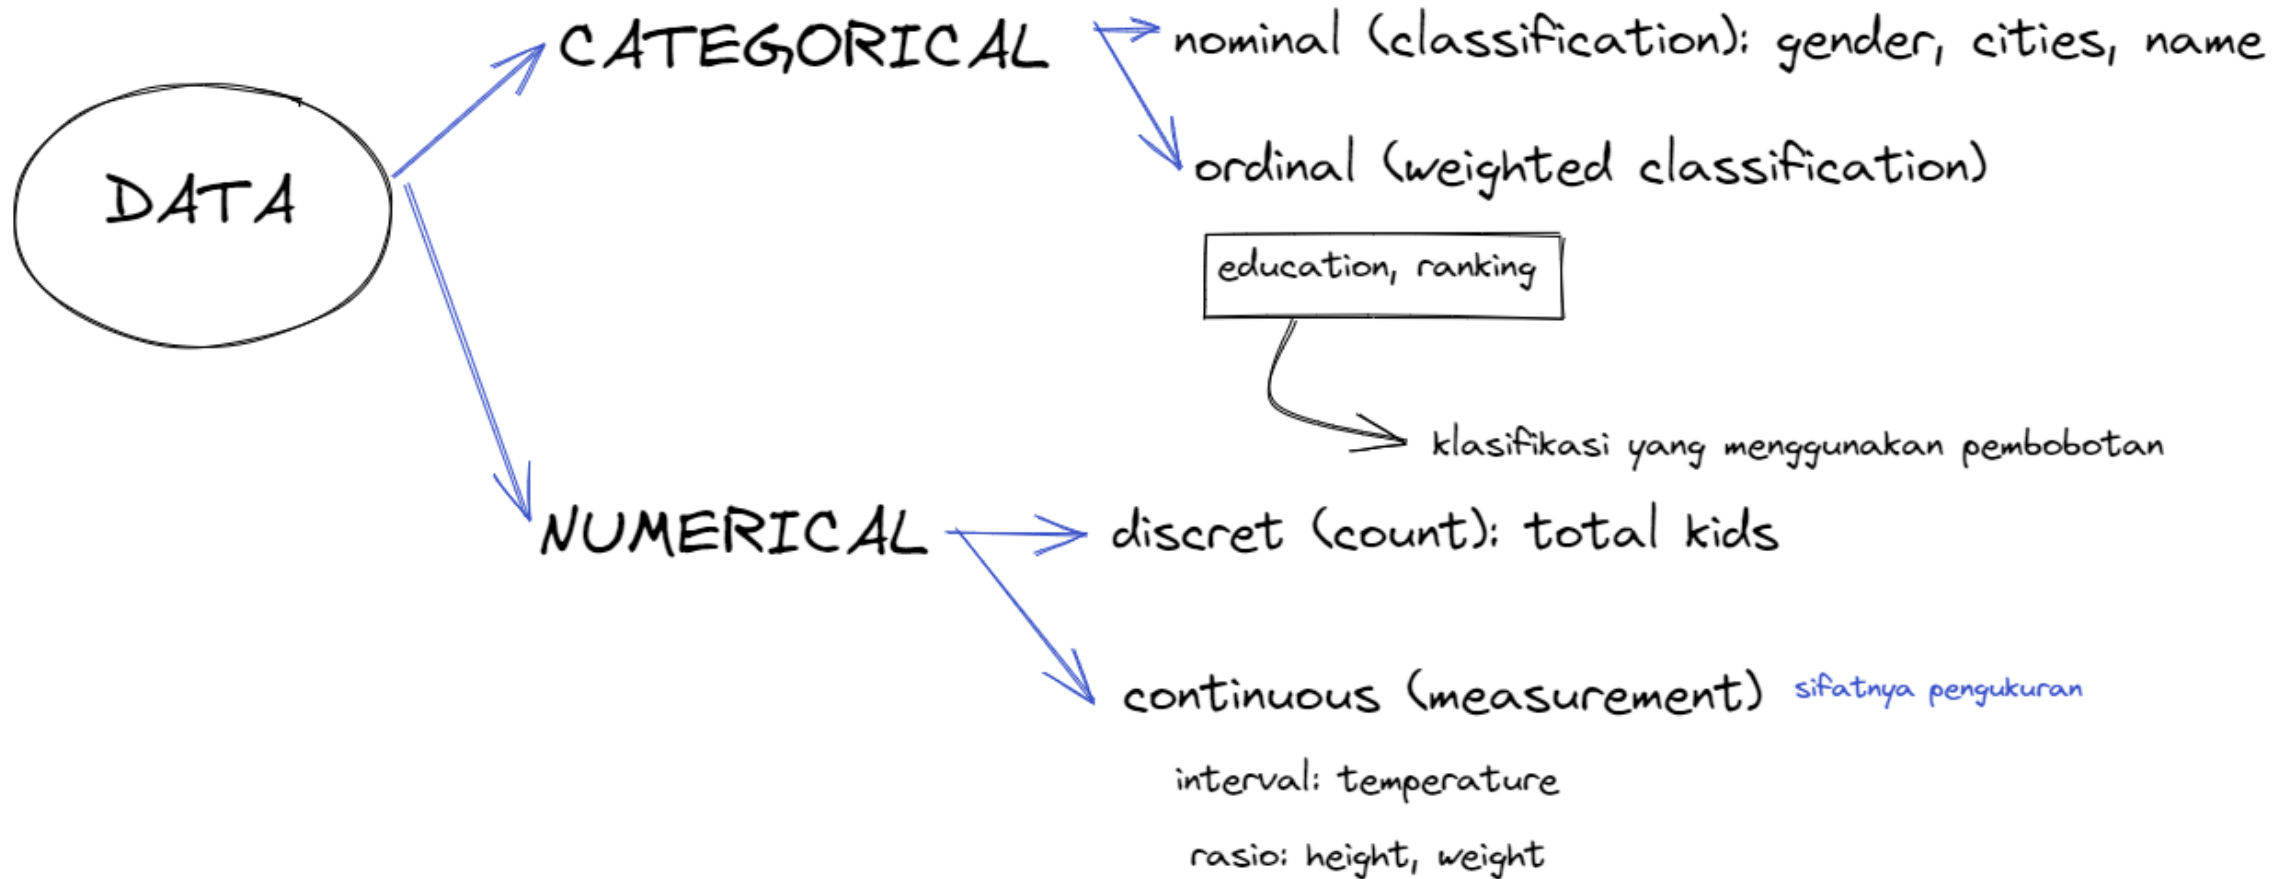 CATEGORICAL
nominal (classification): gender, cities, name
DATA
ordinal (weighted classification)
education, ranking
klasifikasi yang menggunakan pembobotan
NUMERICAL
discret (count): total kids
continuous (measurement)
sifatnya pengukuran
interval: temperature
rasio: height, weight